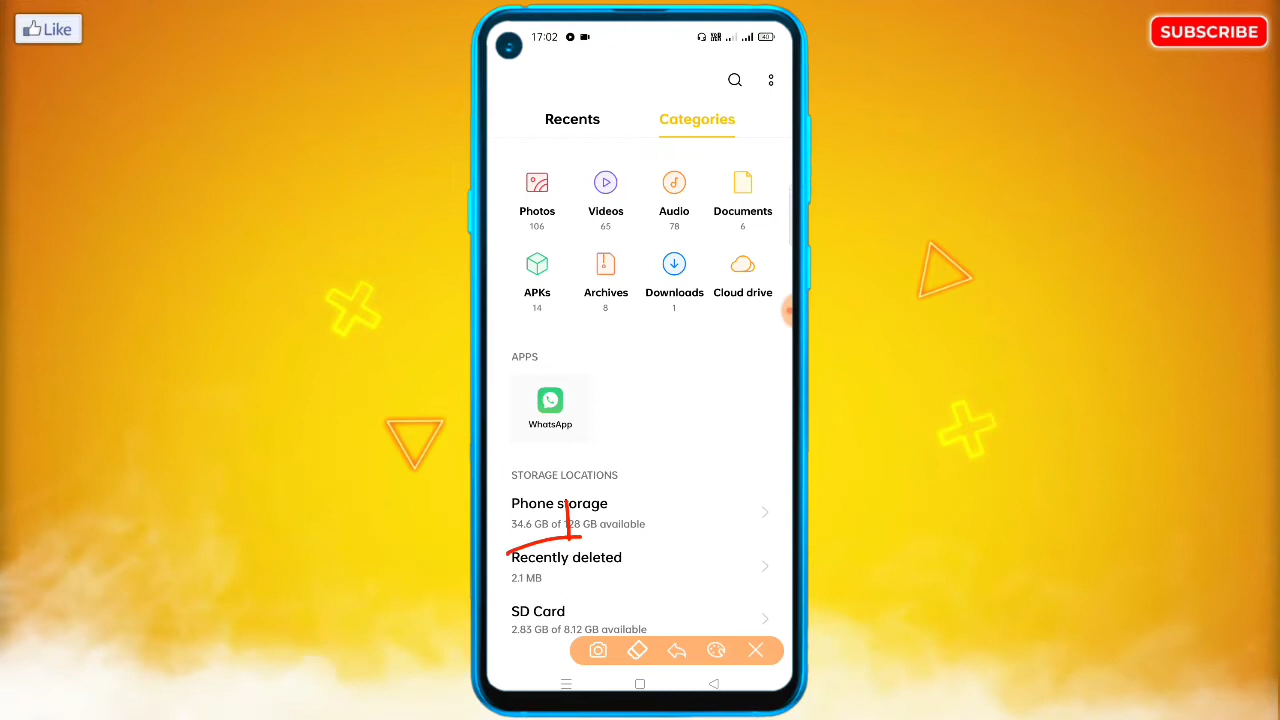 Like
SUBSCRIBE
17:02
Recents Categories
Photos Videos Audio Documents
106 65 78 6
APKs Archives Downloads Cloud drive
14 8 1
APPS
WhatsApp
STORAGE LOCATIONS
Phone storage
34.6 GB of 128 GB available
Recently deleted
2.1 MB
SD Card
2.83 GB of 8.12 GB available